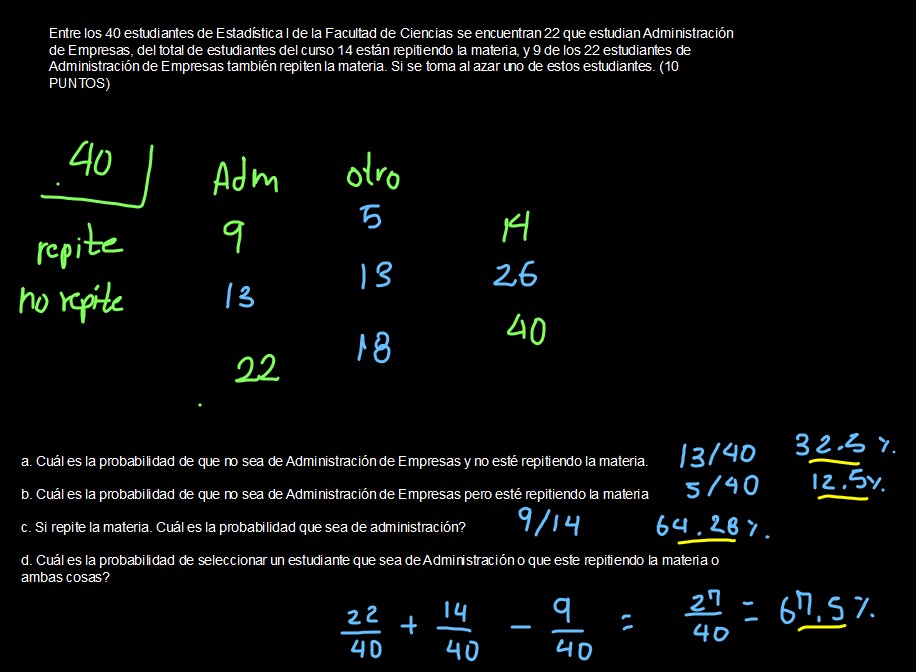 Entre los 40 estudiantes de Estadística I de la Facultad de Ciencias se encuentran 22 que estudian Administración
de Empresas, del total de estudiantes del curso 14 están repitiendo la materia, y 9 de los 22 estudiantes de
Administración de Empresas también repiten la materia. Si se toma al azar uno de estos estudiantes. (10
PUNTOS)
40 Adm otro
repite 9 5 14
no repite 13 13 26
22 18 40
a. Cuál es la probabilidad de que no sea de Administración de Empresas y no esté repitiendo la materia. 13/40 32.5%.
b. Cuál es la probabilidad de que no sea de Administración de Empresas pero esté repitiendo la materia 5/40 12.5%.
c. Si repite la materia. Cuál es la probabilidad que sea de administración? 9/14 64.28%.
d. Cuál es la probabilidad de seleccionar un estudiante que sea de Administración o que este repitiendo la materia o
ambas cosas?
22/40 + 14/40 - 9/40 = 27/40 = 67.5%.